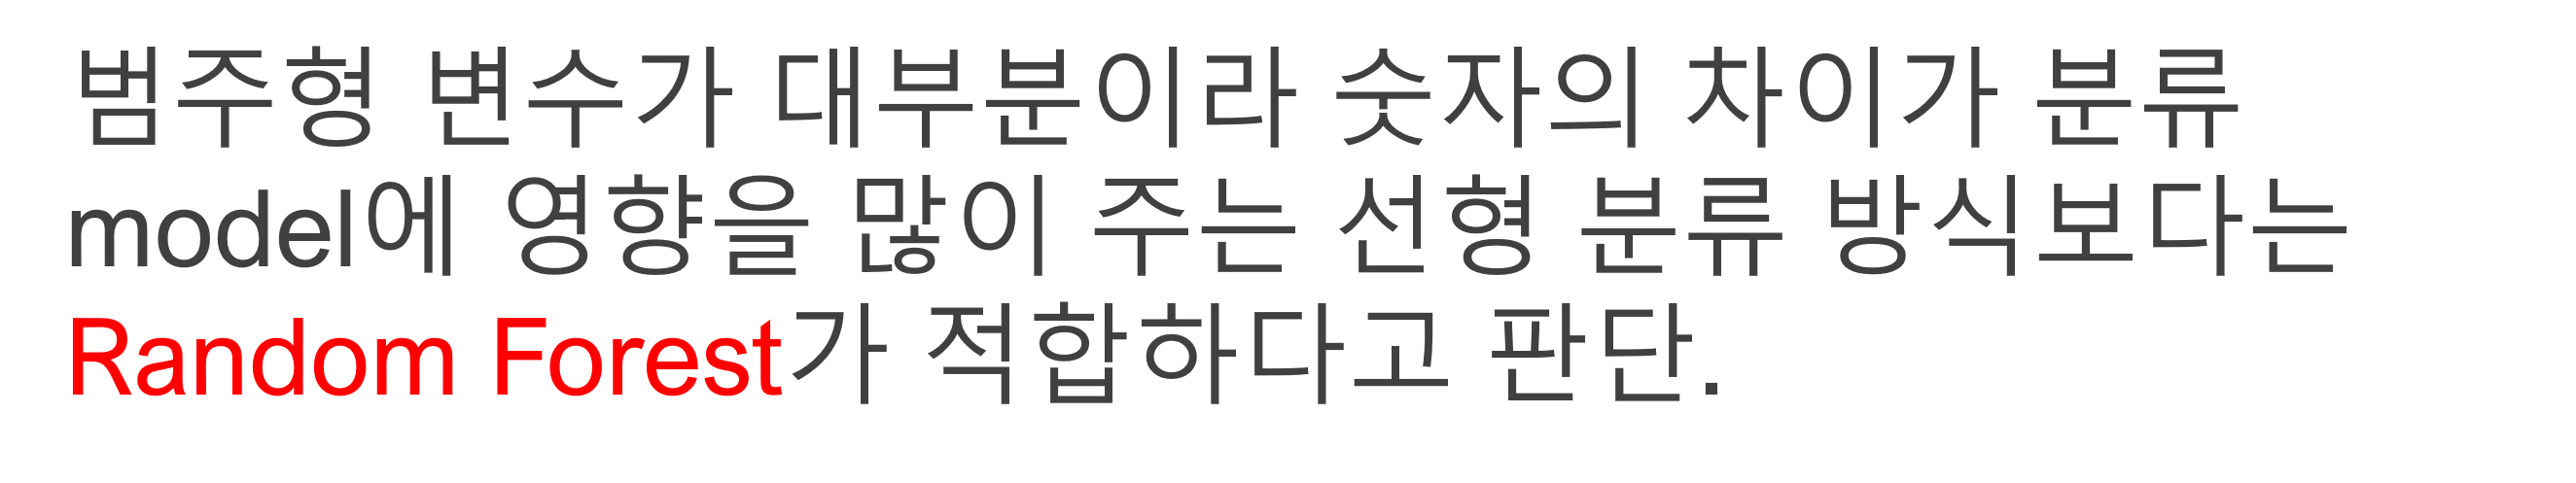 범주형 변수가 대부분이라 숫자의 차이가 분류
model에 영향을 많이 주는 선형 분류 방식보다는
Random Forest가 적합하다고 판단.